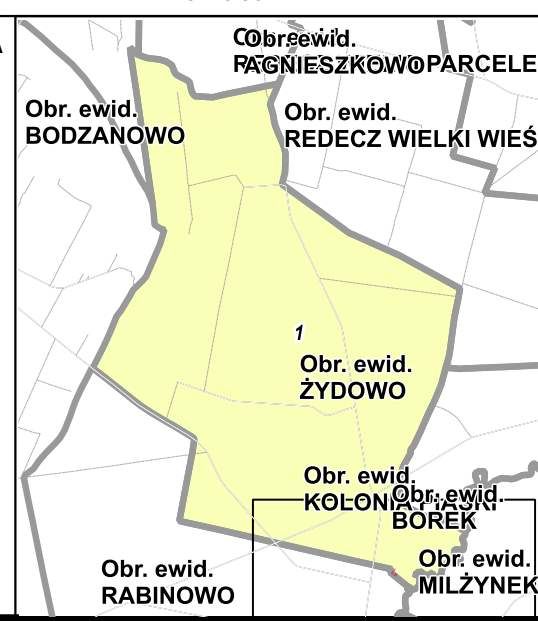 Obr. ewid.
AGNIESZKOWO PARCELE
Obr. ewid.
BODZANOWO
Obr. ewid.
REDECZ WIELKI WIEŚ
1
Obr. ewid.
ŻYDOWO
Obr. ewid.
KOLONIA PIASKI
Obr. ewid.
BOREK
Obr. ewid.
MILŻYNEK
Obr. ewid.
RABINOWO